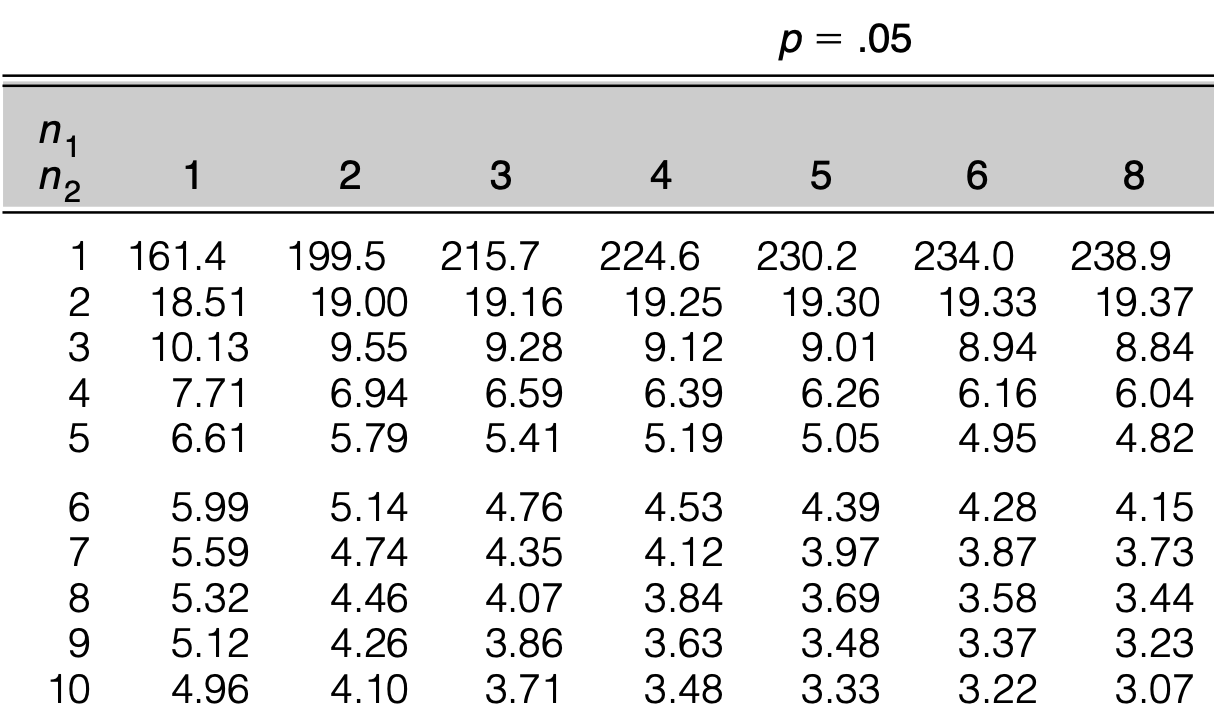 p = .05
n1
n2 1 2 3 4 5 6 8
1 161.4 199.5 215.7 224.6 230.2 234.0 238.9
2 18.51 19.00 19.16 19.25 19.30 19.33 19.37
3 10.13 9.55 9.28 9.12 9.01 8.94 8.84
4 7.71 6.94 6.59 6.39 6.26 6.16 6.04
5 6.61 5.79 5.41 5.19 5.05 4.95 4.82
6 5.99 5.14 4.76 4.53 4.39 4.28 4.15
7 5.59 4.74 4.35 4.12 3.97 3.87 3.73
8 5.32 4.46 4.07 3.84 3.69 3.58 3.44
9 5.12 4.26 3.86 3.63 3.48 3.37 3.23
10 4.96 4.10 3.71 3.48 3.33 3.22 3.07